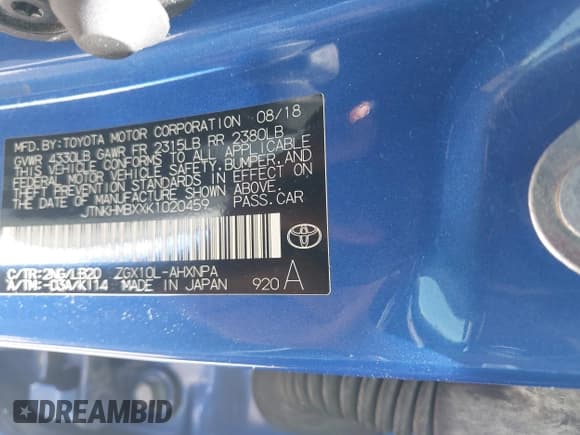 08/18
MFD. BY: TOYOTA MOTOR CORPORATION
GVWR 4330LB GAWR FR 2315LB RR 2380LB
THIS VEHICLE CONFORMS TO ALL APPLICABLE
FEDERAL MOTOR VEHICLE SAFETY, BUMPER, AND
THEFT PREVENTION STANDARDS IN EFFECT ON
THE DATE OF MANUFACTURE SHOWN ABOVE.
JTNKHMBXXK1020459 PASS.CAR
C/TR: 2NG/LB20 ZGX10L-AHXNPA
A/TM: -03A/K114 MADE IN JAPAN 920 A
DREAMBID